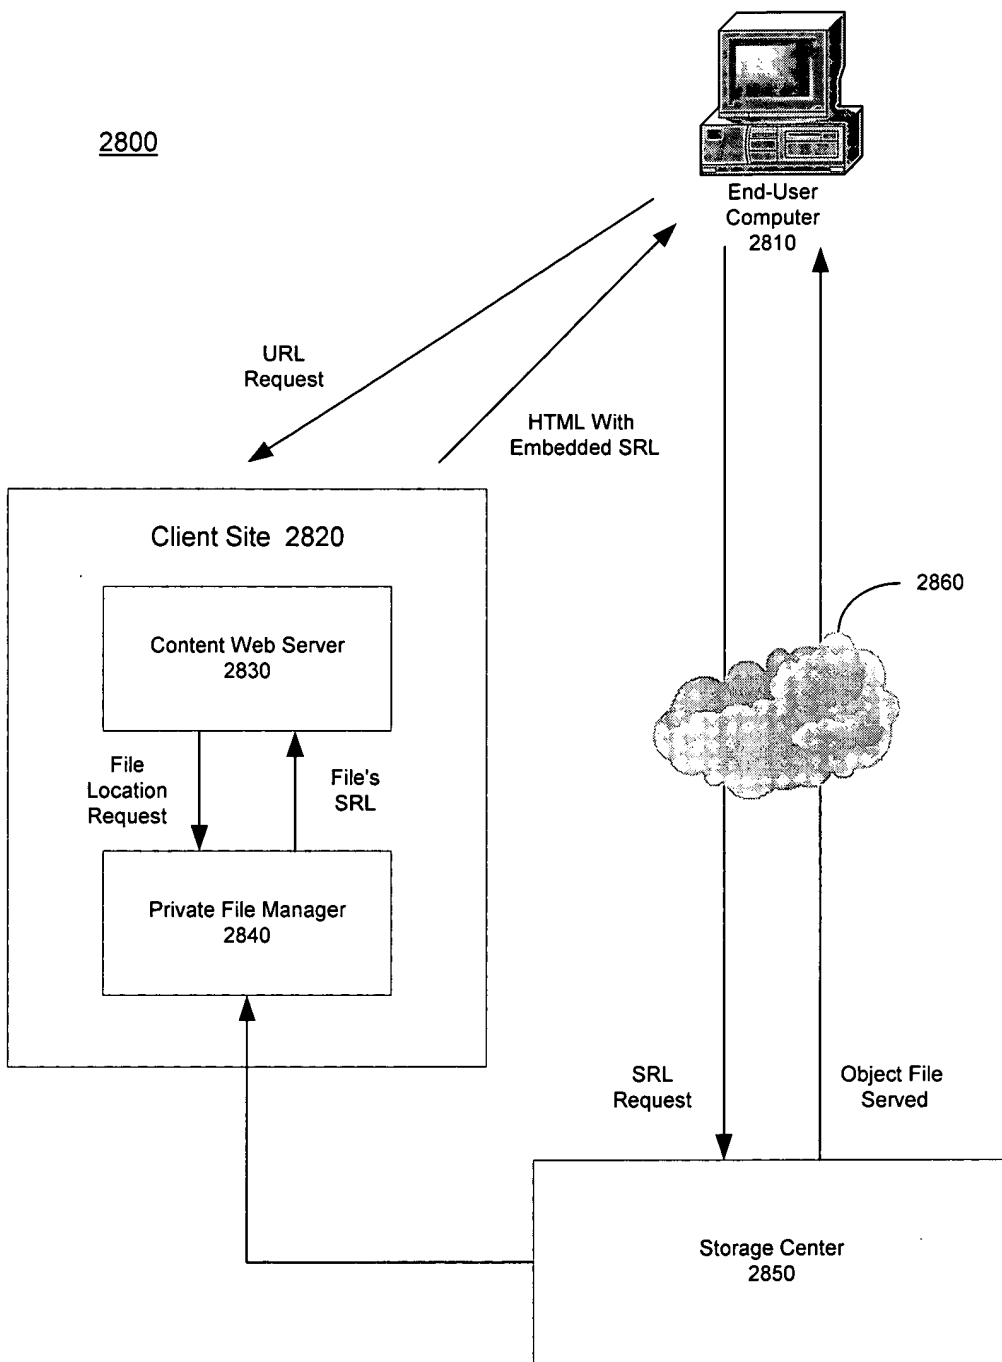 2800
End-User
Computer
2810
URL
Request
HTML With
Embedded SRL
Client Site 2820
2860
Content Web Server
2830
File
Location
Request
File's
SRL
Private File Manager
2840
SRL
Request
Object File
Served
Storage Center
2850